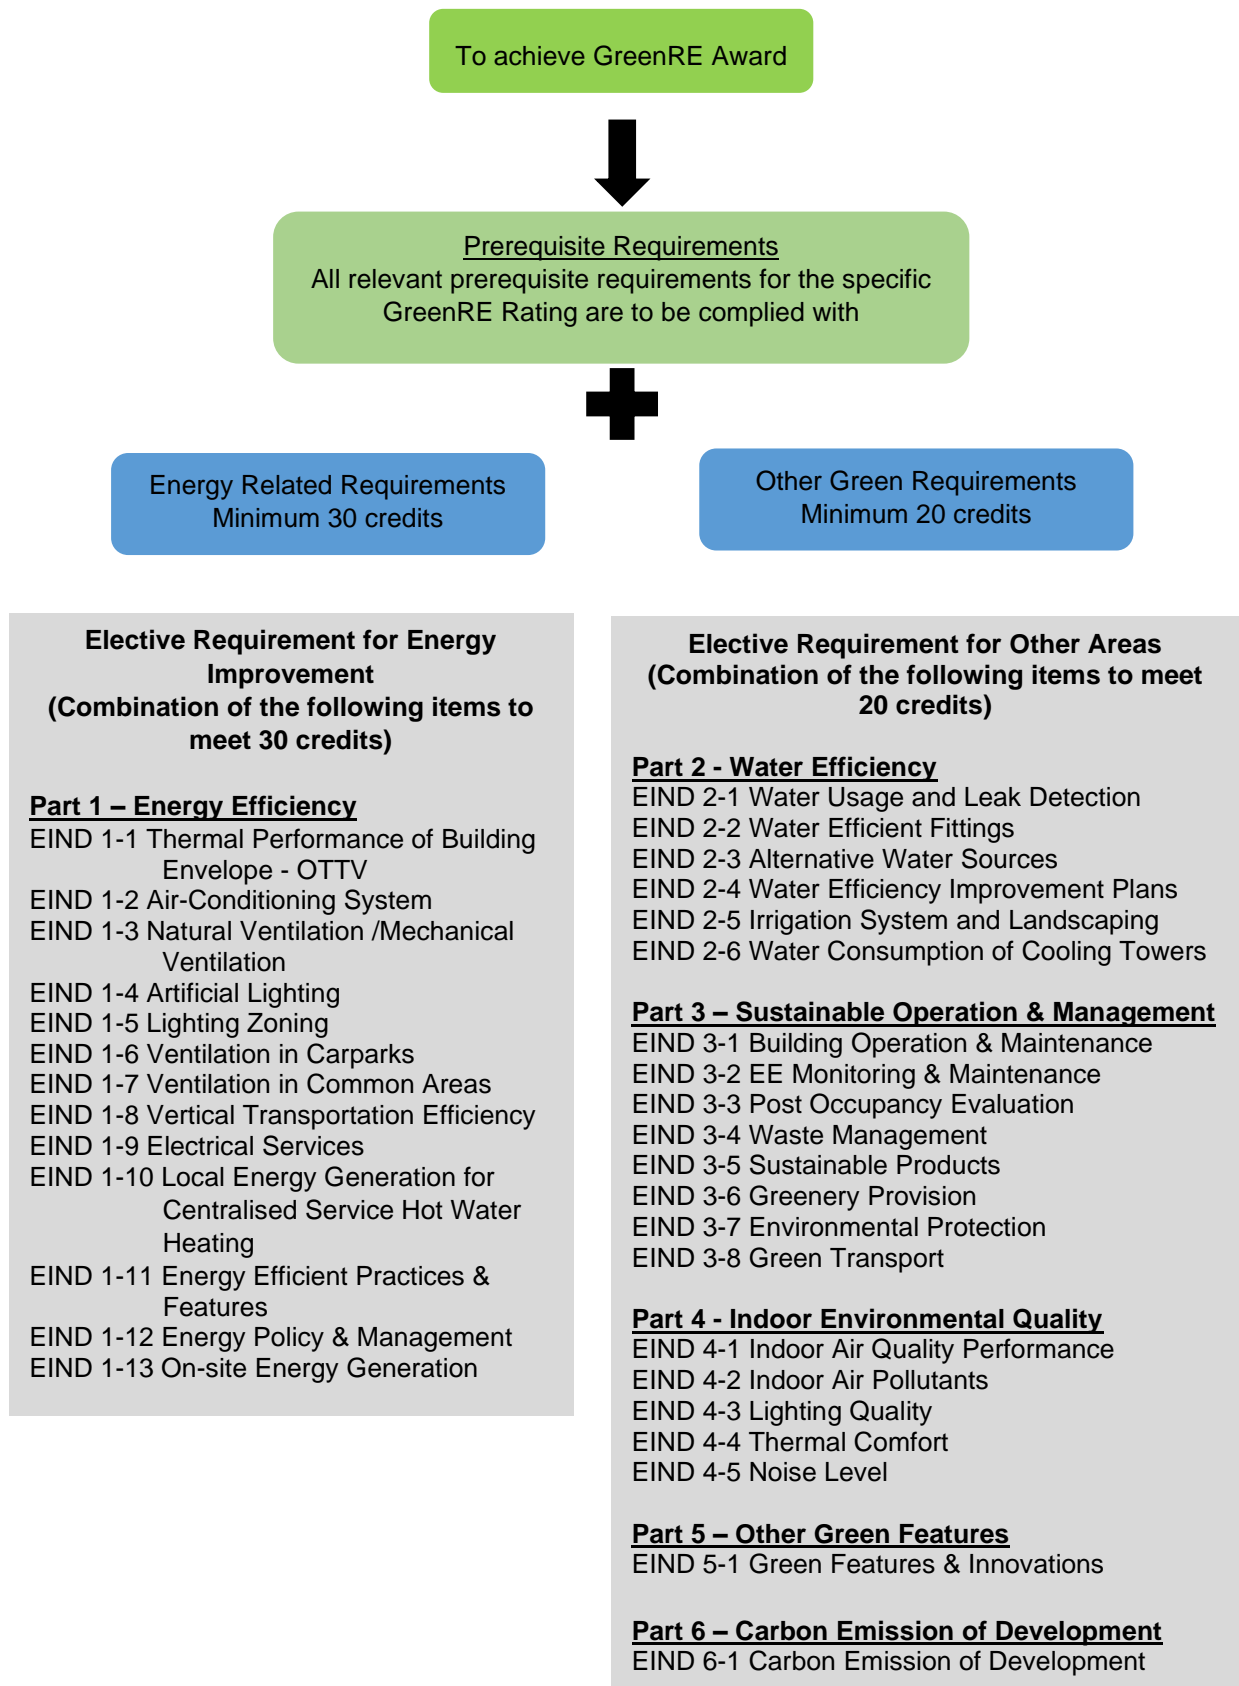 To achieve GreenRE Award
Prerequisite Requirements
All relevant prerequisite requirements for the specific
GreenRE Rating are to be complied with
Energy Related Requirements
Minimum 30 credits
Other Green Requirements
Minimum 20 credits
Elective Requirement for Energy
Improvement
(Combination of the following items to
meet 30 credits)
Part 1 – Energy Efficiency
EIND 1-1 Thermal Performance of Building
Envelope - OTTV
EIND 1-2 Air-Conditioning System
EIND 1-3 Natural Ventilation /Mechanical
Ventilation
EIND 1-4 Artificial Lighting
EIND 1-5 Lighting Zoning
EIND 1-6 Ventilation in Carparks
EIND 1-7 Ventilation in Common Areas
EIND 1-8 Vertical Transportation Efficiency
EIND 1-9 Electrical Services
EIND 1-10 Local Energy Generation for
Centralised Service Hot Water
Heating
EIND 1-11 Energy Efficient Practices &
Features
EIND 1-12 Energy Policy & Management
EIND 1-13 On-site Energy Generation
Elective Requirement for Other Areas
(Combination of the following items to meet
20 credits)
Part 2 - Water Efficiency
EIND 2-1 Water Usage and Leak Detection
EIND 2-2 Water Efficient Fittings
EIND 2-3 Alternative Water Sources
EIND 2-4 Water Efficiency Improvement Plans
EIND 2-5 Irrigation System and Landscaping
EIND 2-6 Water Consumption of Cooling Towers
Part 3 – Sustainable Operation & Management
EIND 3-1 Building Operation & Maintenance
EIND 3-2 EE Monitoring & Maintenance
EIND 3-3 Post Occupancy Evaluation
EIND 3-4 Waste Management
EIND 3-5 Sustainable Products
EIND 3-6 Greenery Provision
EIND 3-7 Environmental Protection
EIND 3-8 Green Transport
Part 4 - Indoor Environmental Quality
EIND 4-1 Indoor Air Quality Performance
EIND 4-2 Indoor Air Pollutants
EIND 4-3 Lighting Quality
EIND 4-4 Thermal Comfort
EIND 4-5 Noise Level
Part 5 – Other Green Features
EIND 5-1 Green Features & Innovations
Part 6 – Carbon Emission of Development
EIND 6-1 Carbon Emission of Development